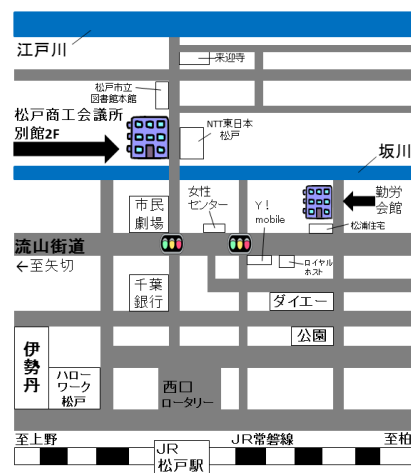 江戸川
来迎寺
松戸市立
図書館本館
松戸商工会議所
別館2F
NTT東日本
松戸
坂川
市民
劇場
女性
センター
Y!
mobile
勤労
会館
松浦住宅
流山街道
←至矢切
ロイヤル
ホスト
千葉
銀行
ダイエー
公園
伊勢丹
ハロー
ワーク
松戸
西口
ロータリー
至上野
JR
松戸駅
JR常磐線
至柏